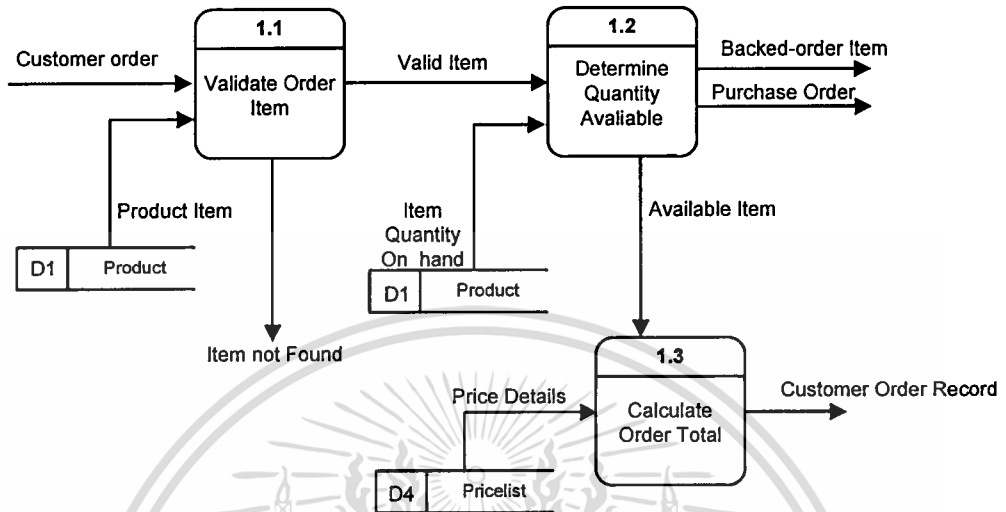 1.1
1.2
Customer order
Validate Order
Item
Valid Item
Determine
Quantity
Avaliable
Backed-order Item
Purchase Order
Product Item
D1
Product
Item
Quantity
On hand
D1
Product
Available Item
Item not Found
1.3
Price Details
Calculate
Order Total
Customer Order Record
D4
Pricelist